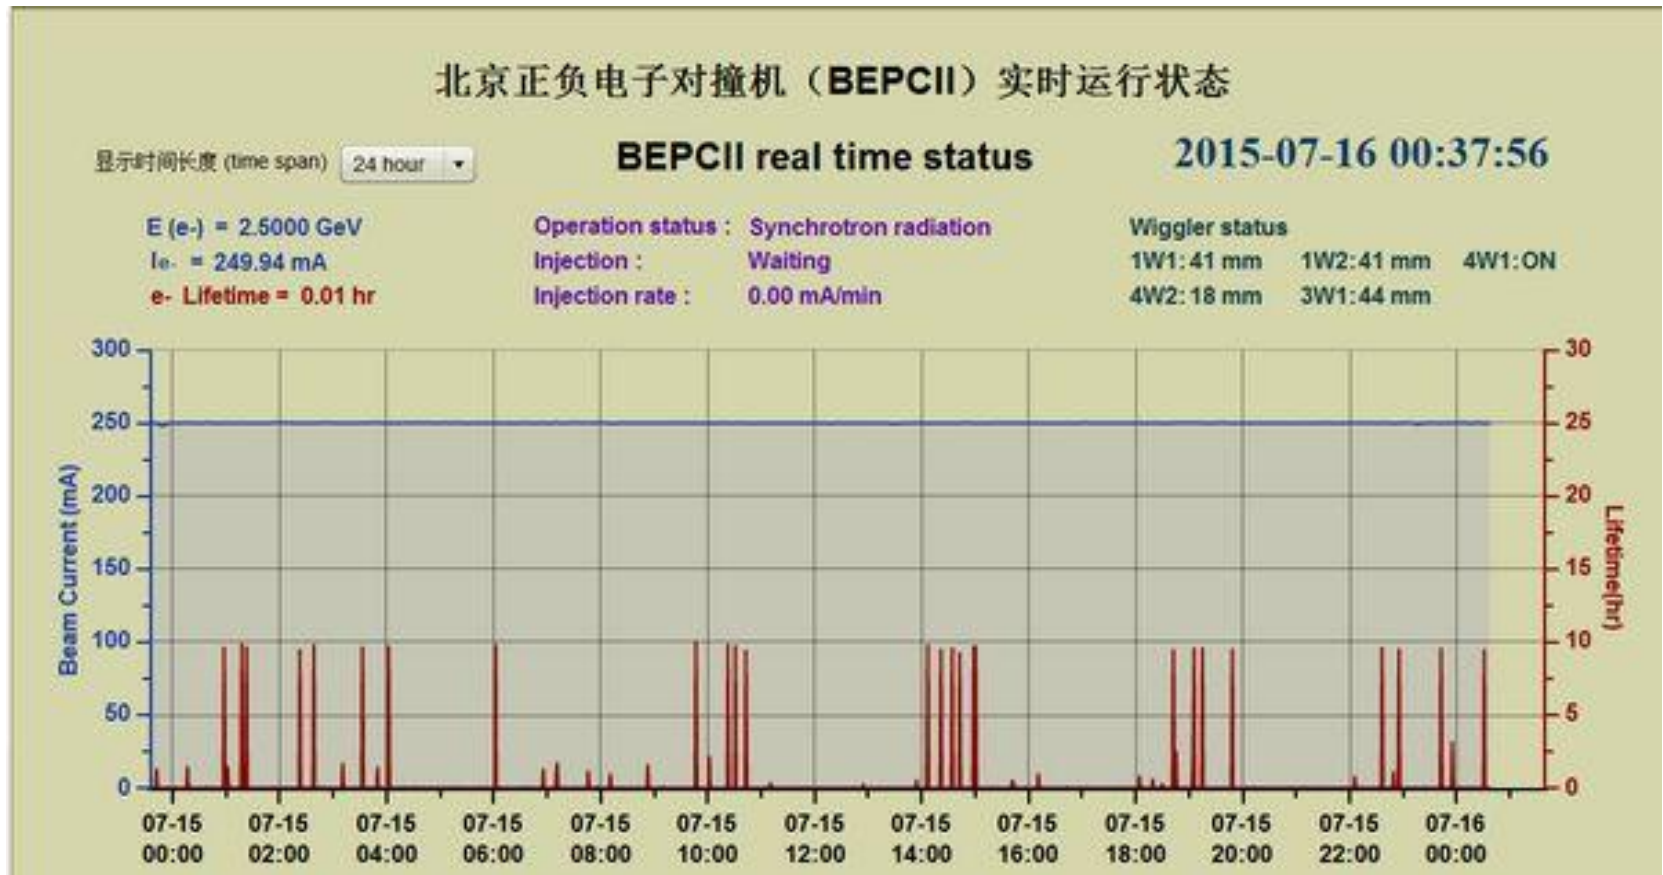 北京正负电子对撞机（BEPCII）实时运行状态
显示时间长度 (time span) 24 hour
BEPCII real time status
2015-07-16 00:37:56
E (e-) = 2.5000 GeV
Ie- = 249.94 mA
e- Lifetime = 0.01 hr
Operation status : Synchrotron radiation
Injection : Waiting
Injection rate : 0.00 mA/min
Wiggler status
1W1: 41 mm 1W2: 41 mm 4W1: ON
4W2: 18 mm 3W1: 44 mm
Beam Current (mA)
300
250
200
150
100
50
0
30
25
20
15
10
5
0
Lifetime(hr)
07-15 07-15 07-15 07-15 07-15 07-15 07-15 07-15 07-15 07-15 07-15 07-15 07-16
00:00 02:00 04:00 06:00 08:00 10:00 12:00 14:00 16:00 18:00 20:00 22:00 00:00